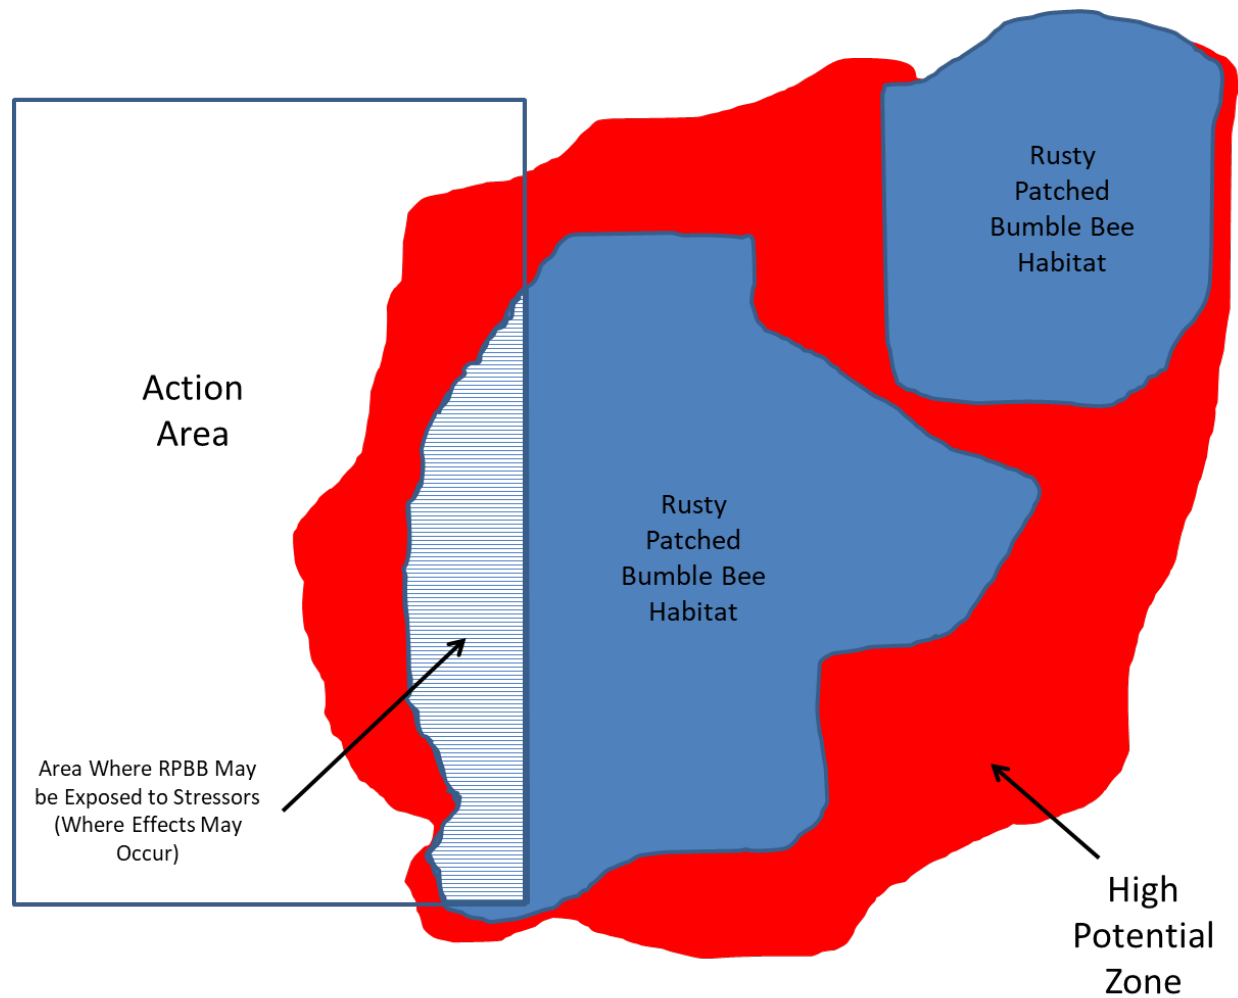 Rusty
Patched
Bumble Bee
Habitat
Action
Area
Rusty
Patched
Bumble Bee
Habitat
Area Where RPBB May
be Exposed to Stressors
(Where Effects May
Occur)
High
Potential
Zone